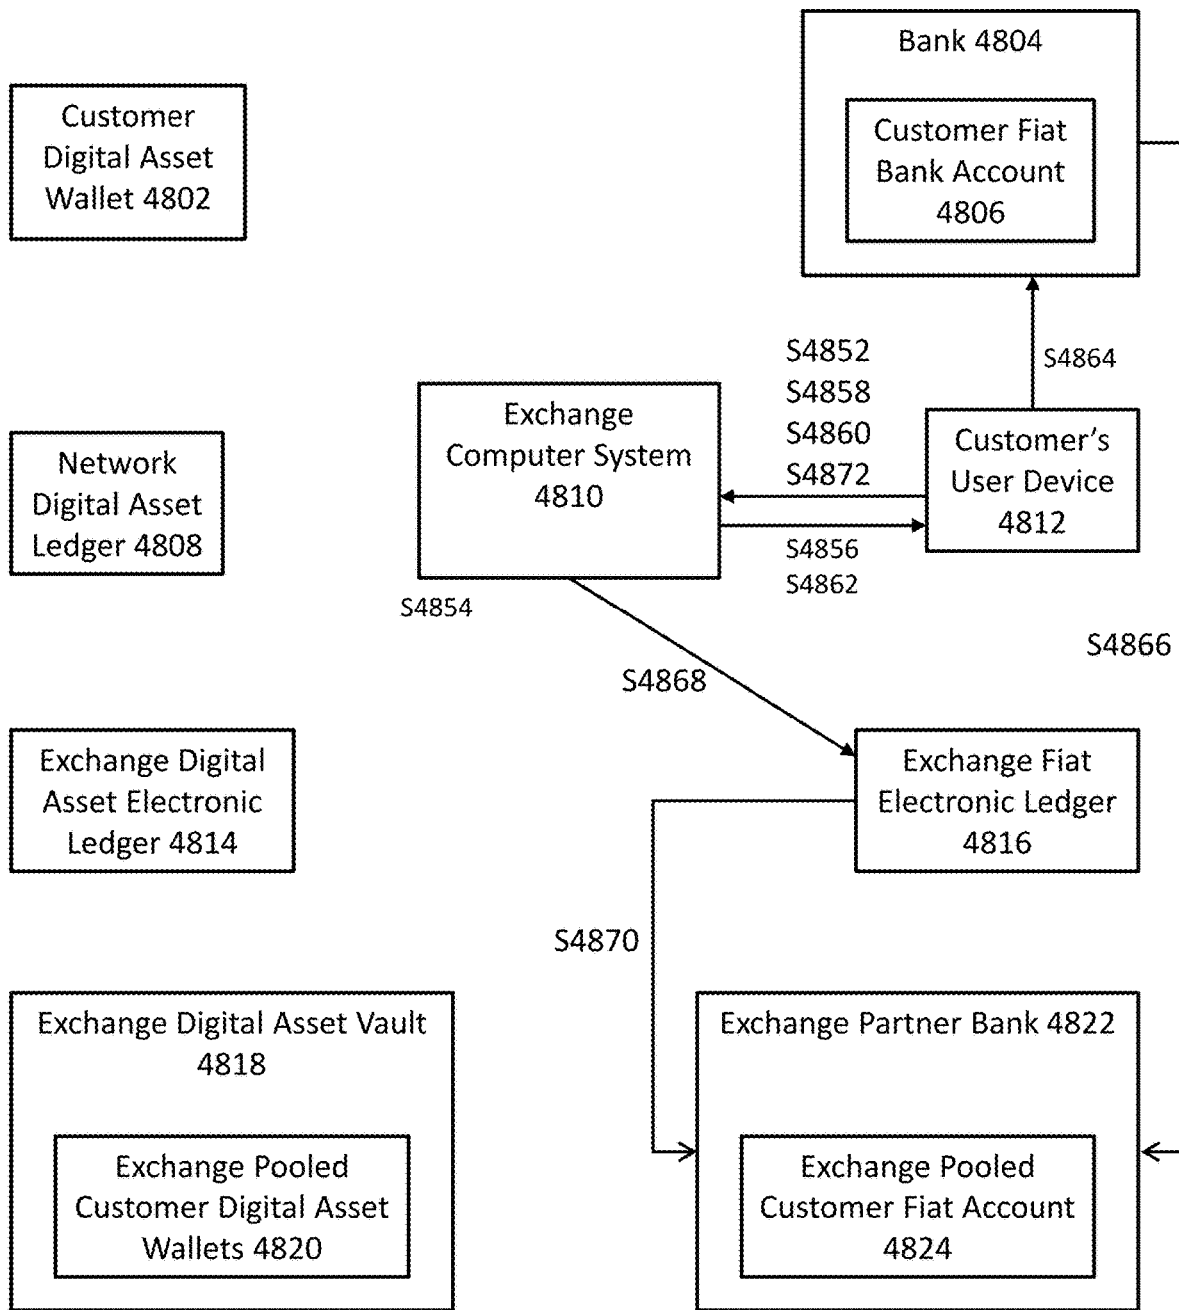 Bank 4804
Customer Fiat
Bank Account
4806
Customer
Digital Asset
Wallet 4802
S4852
S4858
S4860
S4872
S4864
Exchange
Computer System
4810
Customer’s
User Device
4812
Network
Digital Asset
Ledger 4808
S4856
S4862
S4854
S4866
S4868
Exchange Digital
Asset Electronic
Ledger 4814
Exchange Fiat
Electronic Ledger
4816
S4870
Exchange Digital Asset Vault
4818
Exchange Pooled
Customer Digital Asset
Wallets 4820
Exchange Partner Bank 4822
Exchange Pooled
Customer Fiat Account
4824